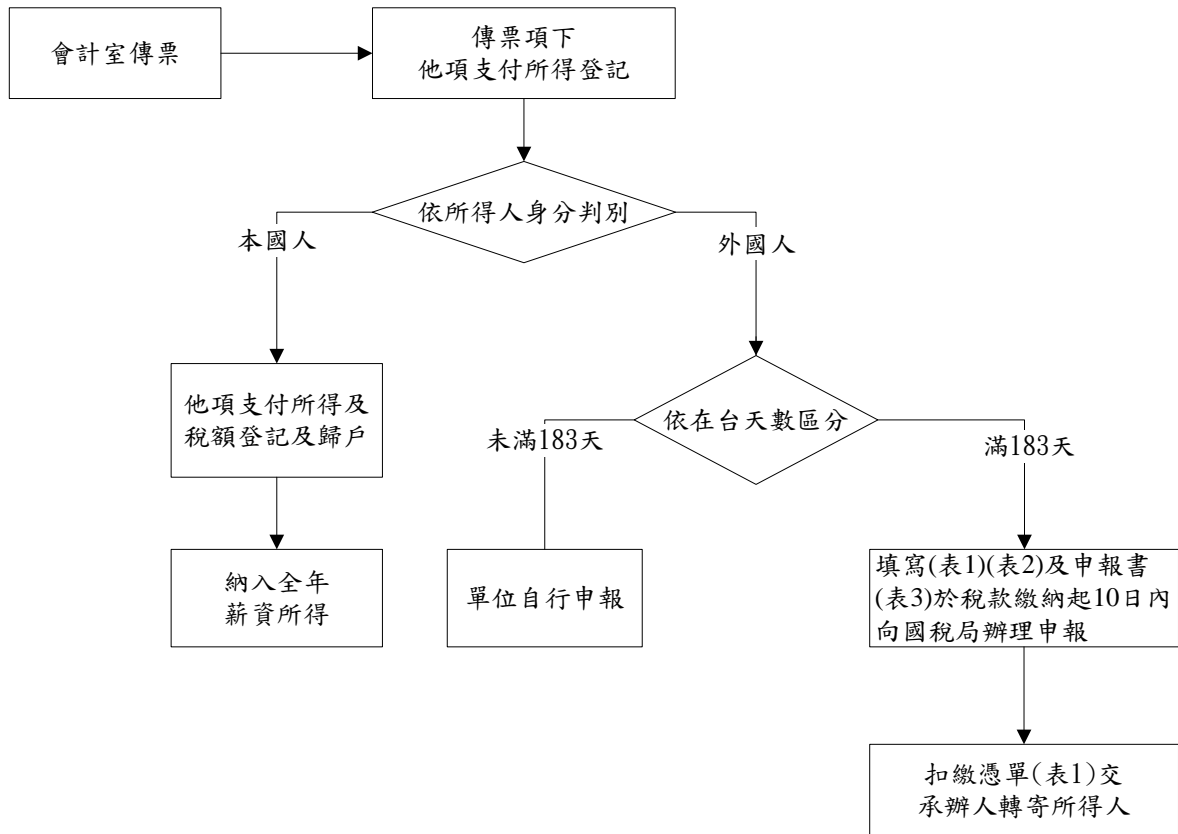 會計室傳票
傳票項下
他項支付所得登記
依所得人身分判別
本國人
外國人
他項支付所得及
稅額登記及歸戶
依在台天數區分
未滿183天
滿183天
納入全年
薪資所得
單位自行申報
填寫(表1)(表2)及申報書
(表3)於稅款繳納起10日內
向國稅局辦理申報
扣繳憑單(表1)交
承辦人轉寄所得人